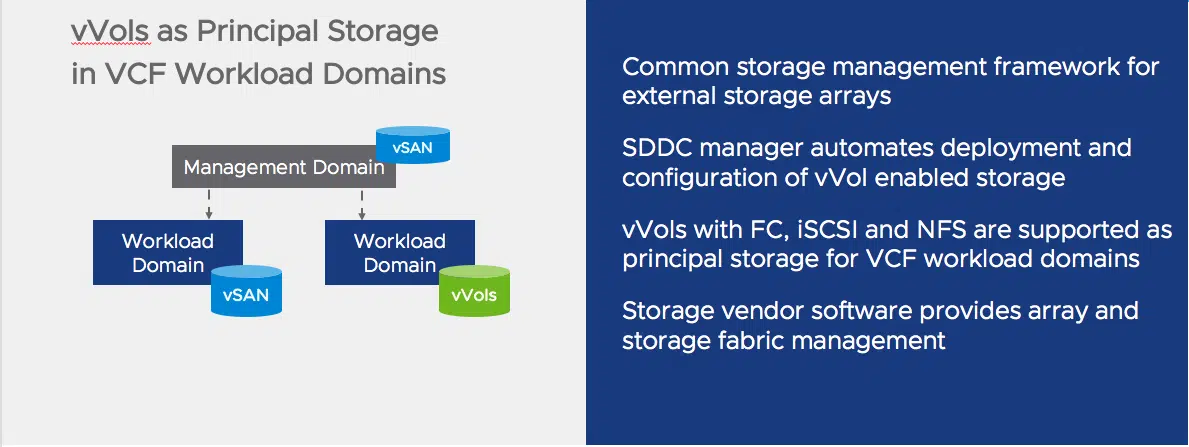 vVols as Principal Storage
in VCF Workload Domains
vSAN
Management Domain
Workload
Domain
vSAN
Workload
Domain
vVols
Common storage management framework for
external storage arrays
SDDC manager automates deployment and
configuration of vVol enabled storage
vVols with FC, iSCSI and NFS are supported as
principal storage for VCF workload domains
Storage vendor software provides array and
storage fabric management